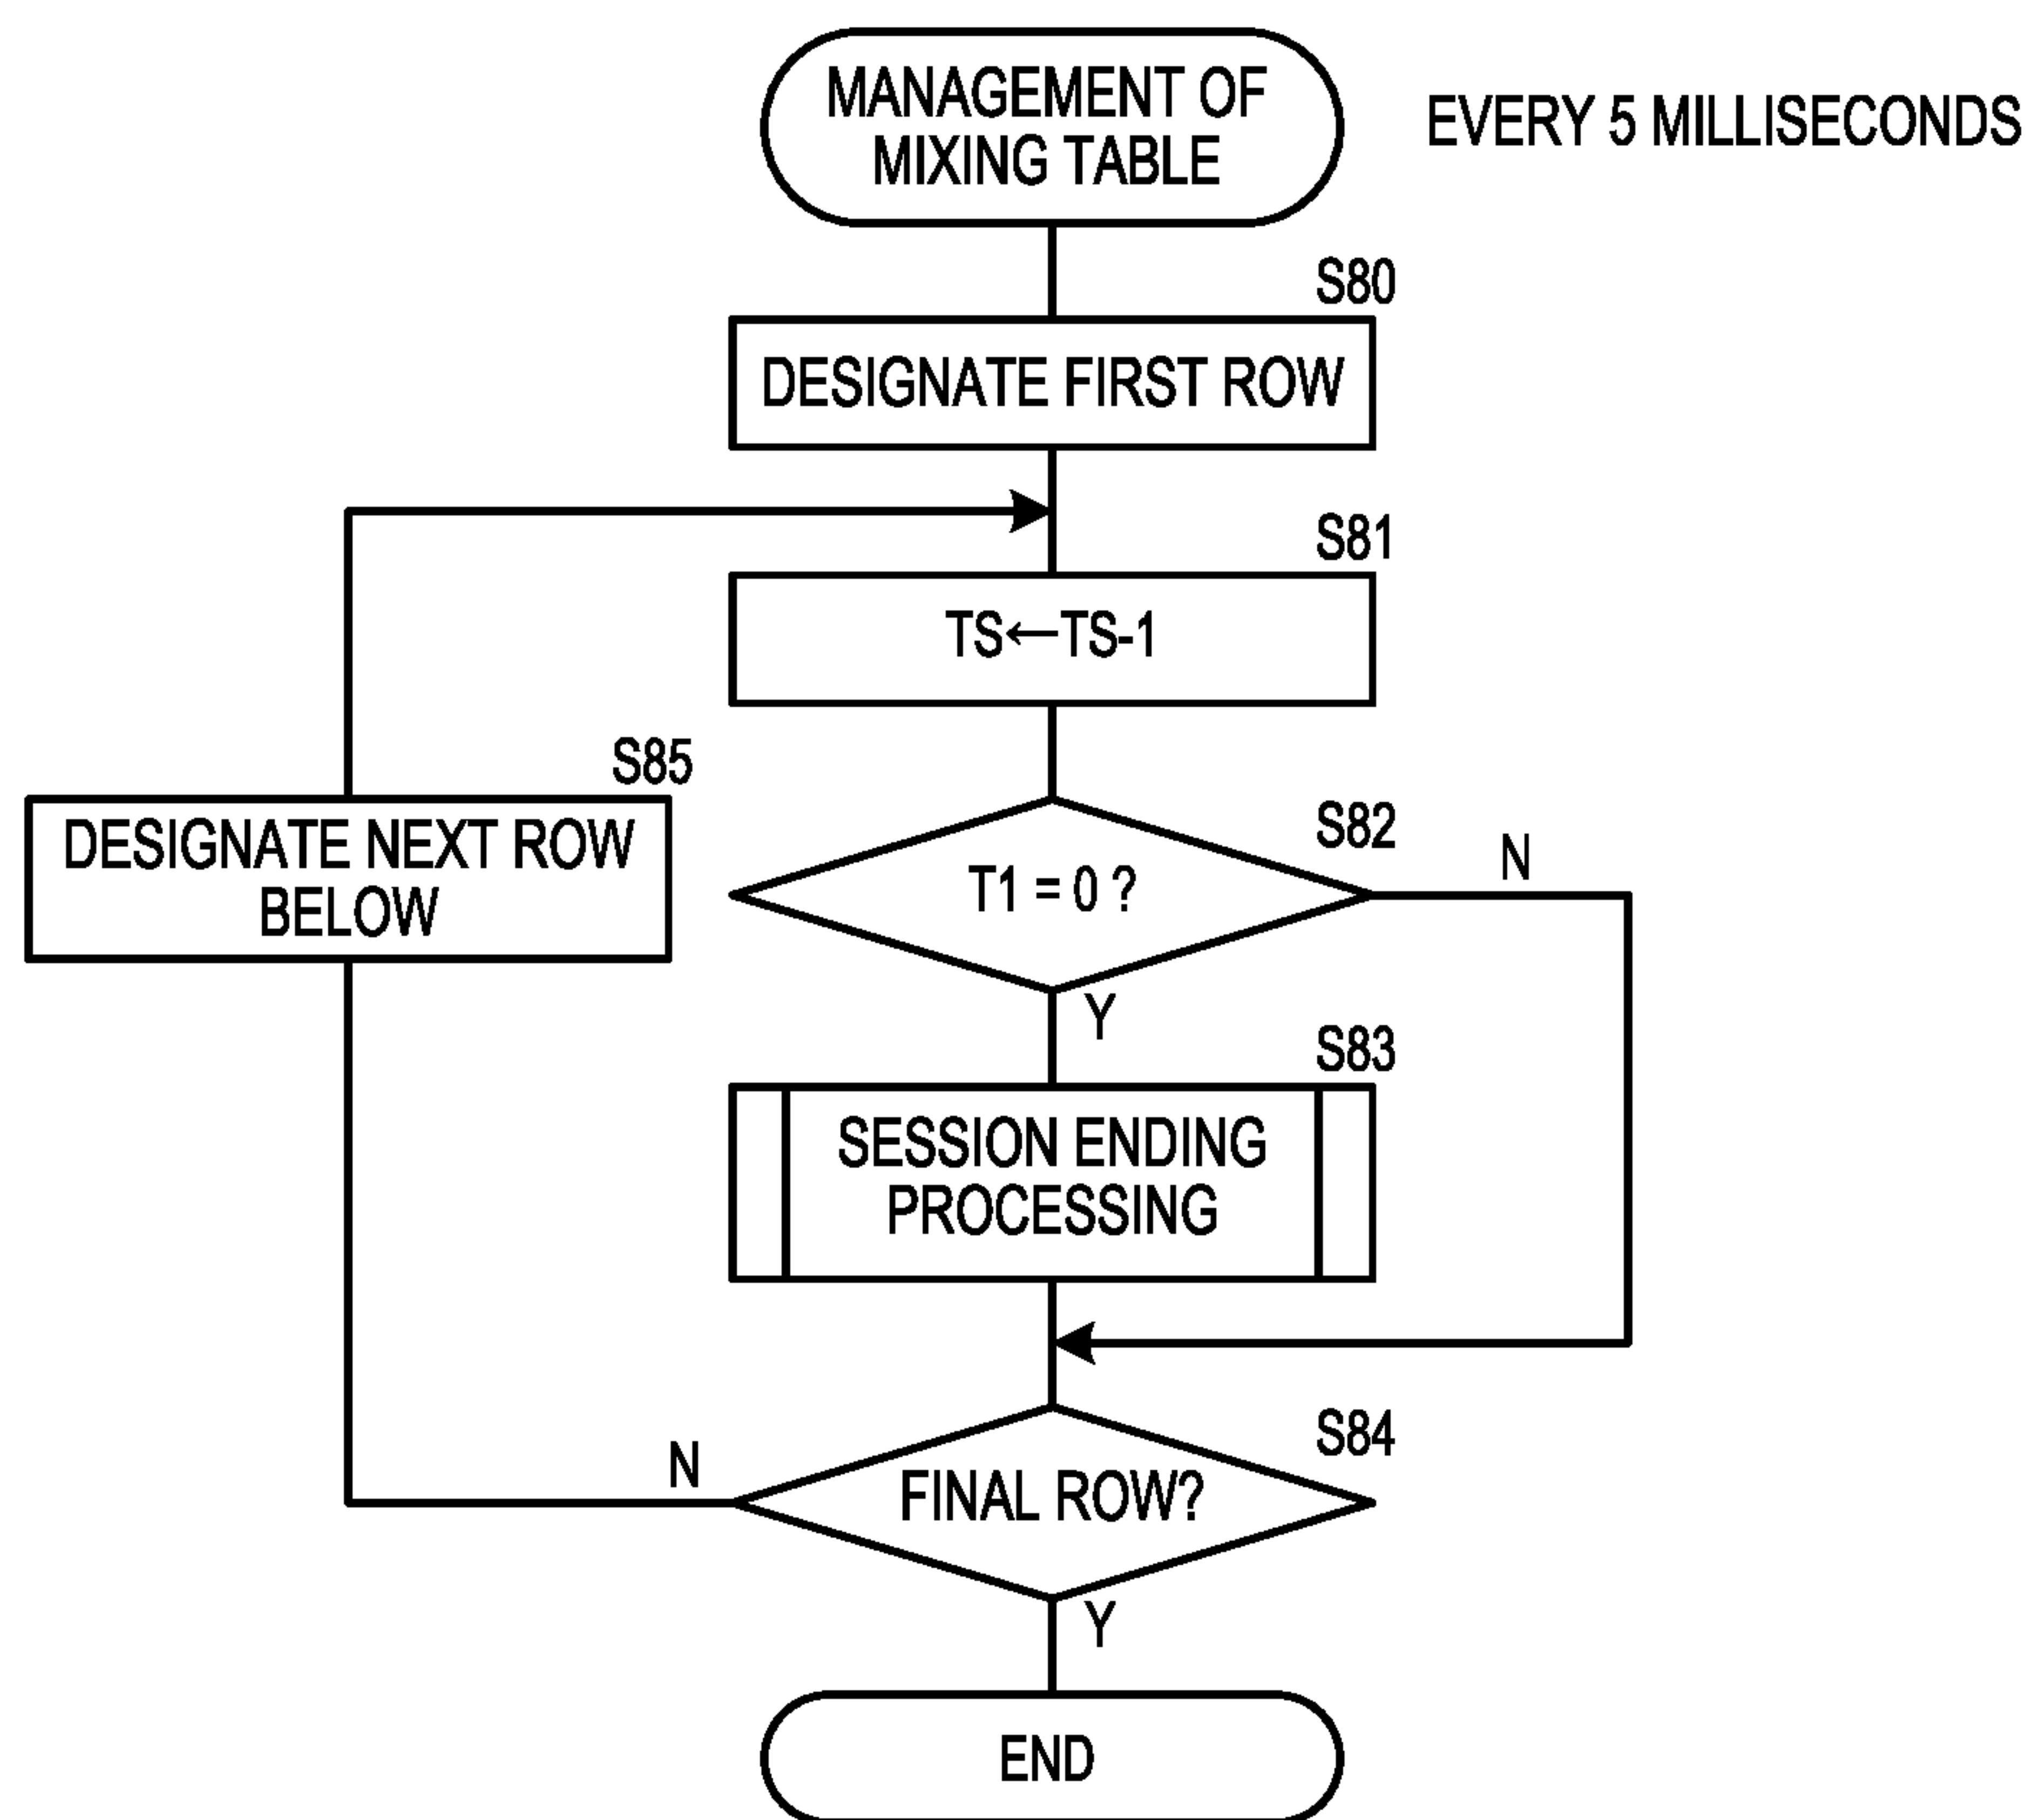 MANAGEMENT OF
MIXING TABLE
EVERY 5 MILLISECONDS
S80
DESIGNATE FIRST ROW
S81
TS←TS-1
S85
DESIGNATE NEXT ROW
BELOW
S82
T1 = 0 ?
N
Y
S83
SESSION ENDING
PROCESSING
S84
FINAL ROW?
N
Y
END